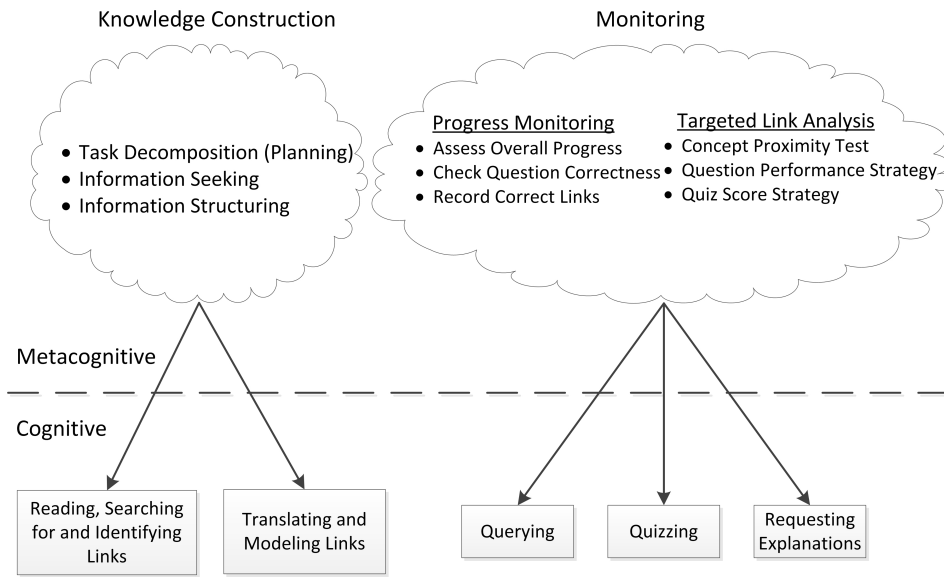 Knowledge Construction
• Task Decomposition (Planning)
• Information Seeking
• Information Structuring
Monitoring
Progress Monitoring
• Assess Overall Progress
• Check Question Correctness
• Record Correct Links
Targeted Link Analysis
• Concept Proximity Test
• Question Performance Strategy
• Quiz Score Strategy
Metacognitive
Cognitive
Reading, Searching
for and Identifying
Links
Translating and
Modeling Links
Querying
Quizzing
Requesting
Explanations